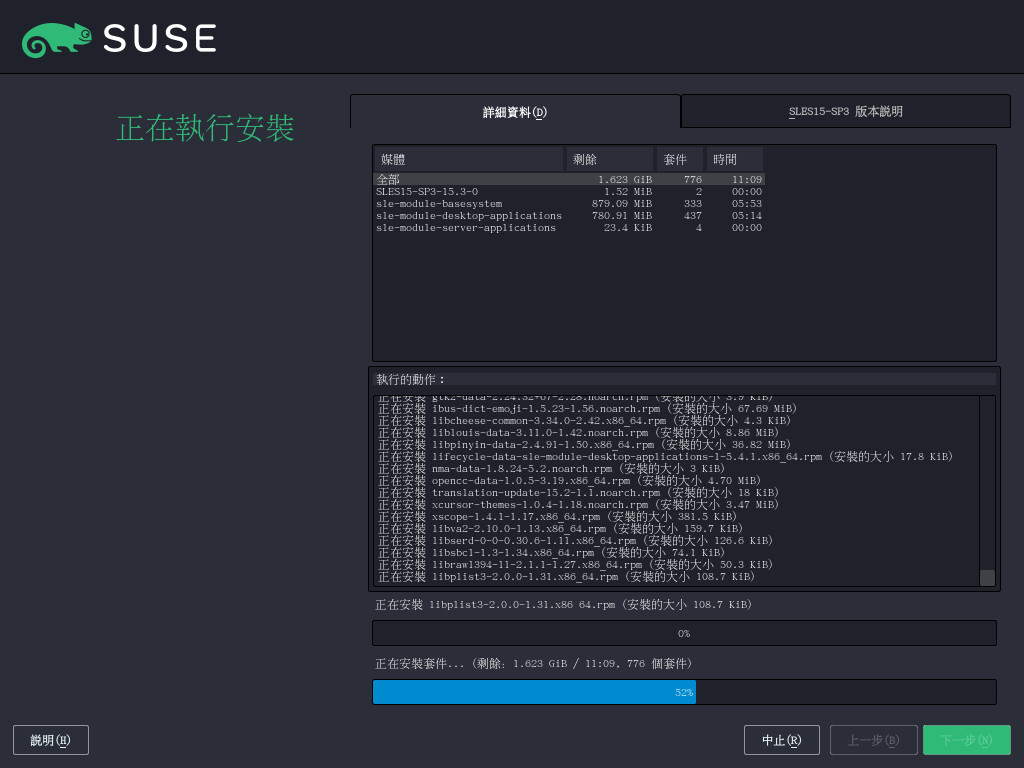 SUSE
正在執行安裝
詳細資料(D)
SLES15-SP3 版本說明
媒體 剩餘 套件 時間
全部 1.623 GiB 776 11:09
SLES15-SP3-15.3-0 1.52 MiB 2 00:00
sle-module-basesystem 879.09 MiB 333 05:53
sle-module-desktop-applications 780.91 MiB 437 05:14
sle-module-server-applications 23.4 KiB 4 00:00
執行的動作：
正在安裝 gtk2-data-2.24.32+67-2.28.noarch.rpm (安裝的大小 3.9 KiB)
正在安裝 ibus-dict-emoji-1.5.23-1.56.noarch.rpm (安裝的大小 67.69 MiB)
正在安裝 libcheese-common-3.34.0-2.42.x86_64.rpm (安裝的大小 4.3 KiB)
正在安裝 liblouis-data-3.11.0-1.42.noarch.rpm (安裝的大小 8.86 MiB)
正在安裝 libpinyin-data-2.4.91-1.50.x86_64.rpm (安裝的大小 36.82 MiB)
正在安裝 lifecycle-data-sle-module-desktop-applications-1-5.4.1.x86_64.rpm (安裝的大小 17.8 KiB)
正在安裝 nma-data-1.8.24-5.2.noarch.rpm (安裝的大小 3 KiB)
正在安裝 opencc-data-1.0.5-3.19.x86_64.rpm (安裝的大小 4.70 MiB)
正在安裝 translation-update-15.2-1.1.noarch.rpm (安裝的大小 18 KiB)
正在安裝 xcursor-themes-1.0.4-1.18.noarch.rpm (安裝的大小 3.47 MiB)
正在安裝 xscope-1.4.1-1.17.x86_64.rpm (安裝的大小 381.5 KiB)
正在安裝 libva2-2.10.0-1.13.x86_64.rpm (安裝的大小 159.7 KiB)
正在安裝 libserd-0-0-0.30.6-1.11.x86_64.rpm (安裝的大小 126.6 KiB)
正在安裝 libsbc1-1.3-1.34.x86_64.rpm (安裝的大小 74.1 KiB)
正在安裝 libraw1394-11-2.1.1-1.27.x86_64.rpm (安裝的大小 50.3 KiB)
正在安裝 libplist3-2.0.0-1.31.x86_64.rpm (安裝的大小 108.7 KiB)
正在安裝 libplist3-2.0.0-1.31.x86 64.rpm (安裝的大小 108.7 KiB)
0%
正在安裝套件... (剩餘: 1.623 GiB / 11:09, 776 個套件)
52%
說明(H) 中止(R) 上一步(B) 下一步(N)